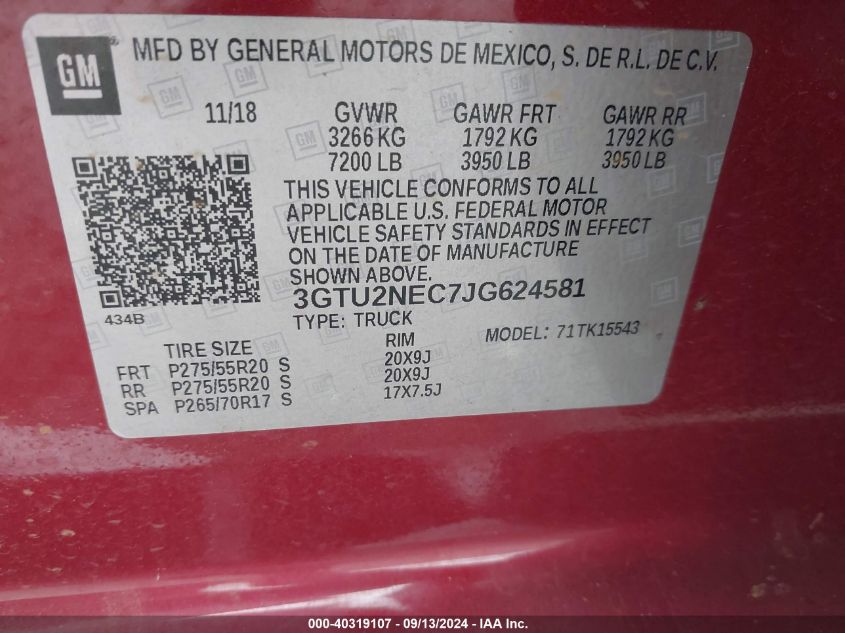 GM
MFD BY GENERAL MOTORS DE MEXICO, S. DE R.L. DE C.V.
11/18 GVWR GAWR FRT GAWR RR
3266 KG 1792 KG 1792 KG
7200 LB 3950 LB 3950 LB
THIS VEHICLE CONFORMS TO ALL
APPLICABLE U.S. FEDERAL MOTOR
VEHICLE SAFETY STANDARDS IN EFFECT
ON THE DATE OF MANUFACTURE
SHOWN ABOVE.
3GTU2NEC7JG624581
434B
TYPE: TRUCK MODEL: 71TK15543
TIRE SIZE RIM
FRT P275/55R20 S 20X9J
RR P275/55R20 S 20X9J
SPA P265/70R17 S 17X7.5J
000-40319107 - 09/13/2024 - IAA Inc.